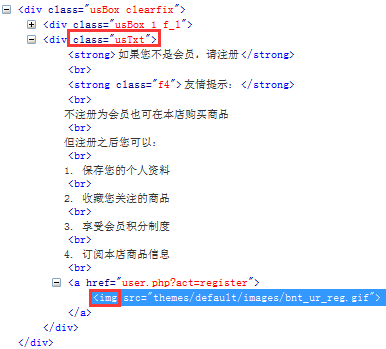 <div class="usBox clearfix">
<div class="usBox_1 f_l">
<div class="usTxt">
<strong>如果您不是会员，请注册</strong>
<br>
<strong class="f4">友情提示：</strong>
<br>
不注册为会员也可在本店购买商品
<br>
但注册之后您可以：
<br>
1. 保存您的个人资料
<br>
2. 收藏您关注的商品
<br>
3. 享受会员积分制度
<br>
4. 订阅本店商品信息
<br>
<a href="user.php?act=register">
<img src="themes/default/images/bnt_ur_reg.gif">
</a>
</div>
</div>